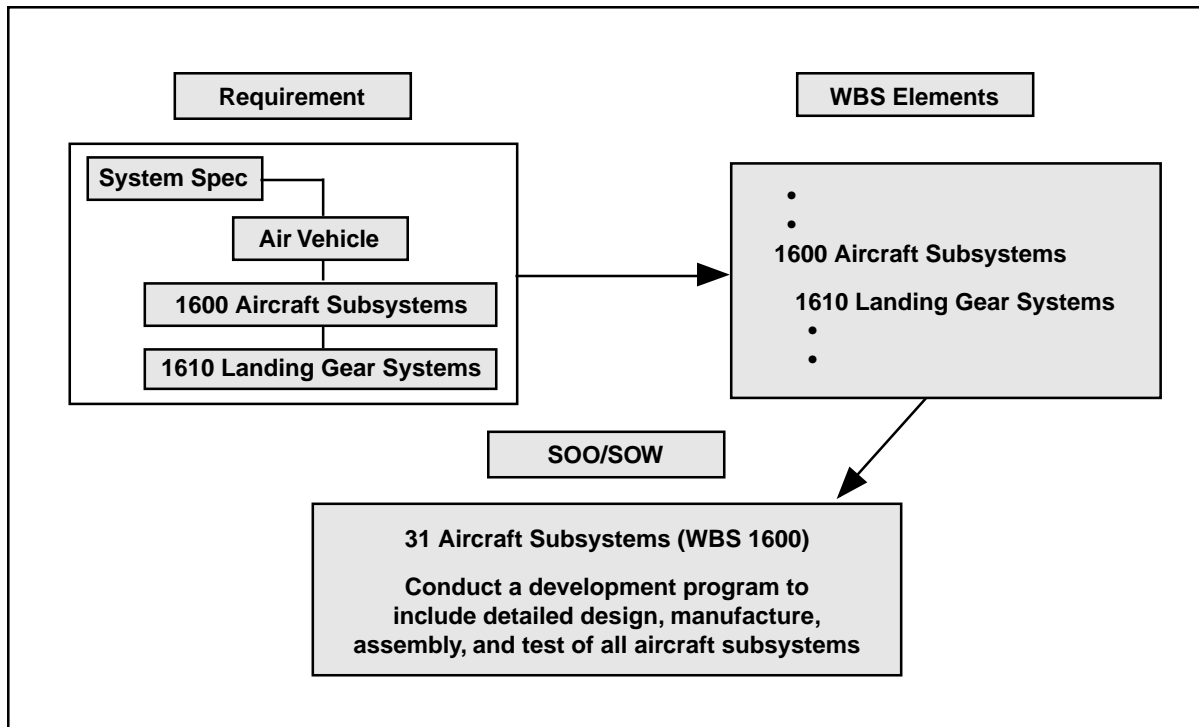 Requirement
WBS Elements
System Spec
Air Vehicle
1600 Aircraft Subsystems
1610 Landing Gear Systems
•
•
1600 Aircraft Subsystems
1610 Landing Gear Systems
•
•
SOO/SOW
31 Aircraft Subsystems (WBS 1600)
Conduct a development program to
include detailed design, manufacture,
assembly, and test of all aircraft subsystems